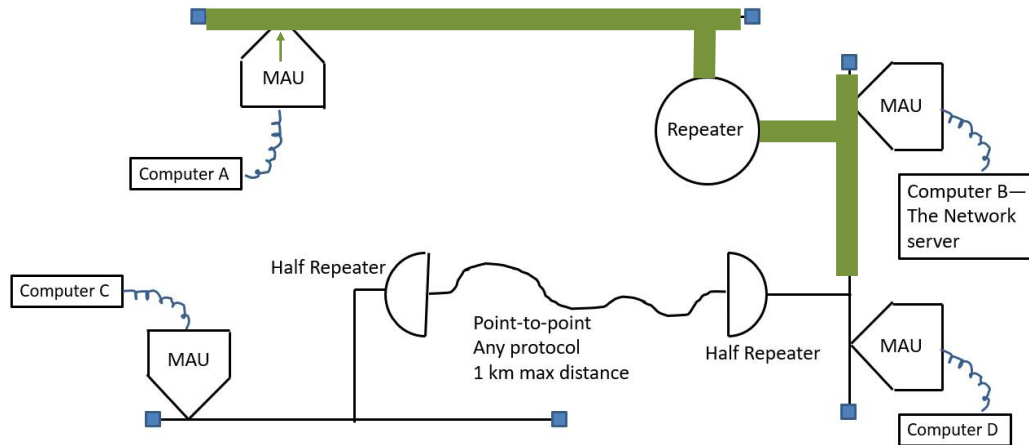 MAU
MAU
Repeater
Computer A
Computer B—
The Network
server
Half Repeater
Computer C
Point-to-point
Any protocol
1 km max distance
Half Repeater
MAU
MAU
Computer D